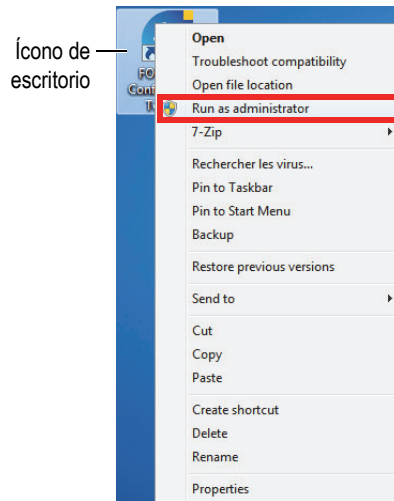 Ícono de
escritorio
Open
Troubleshoot compatibility
Open file location
Run as administrator
7-Zip
Rechercher les virus...
Pin to Taskbar
Pin to Start Menu
Backup
Restore previous versions
Send to
Cut
Copy
Paste
Create shortcut
Delete
Rename
Properties